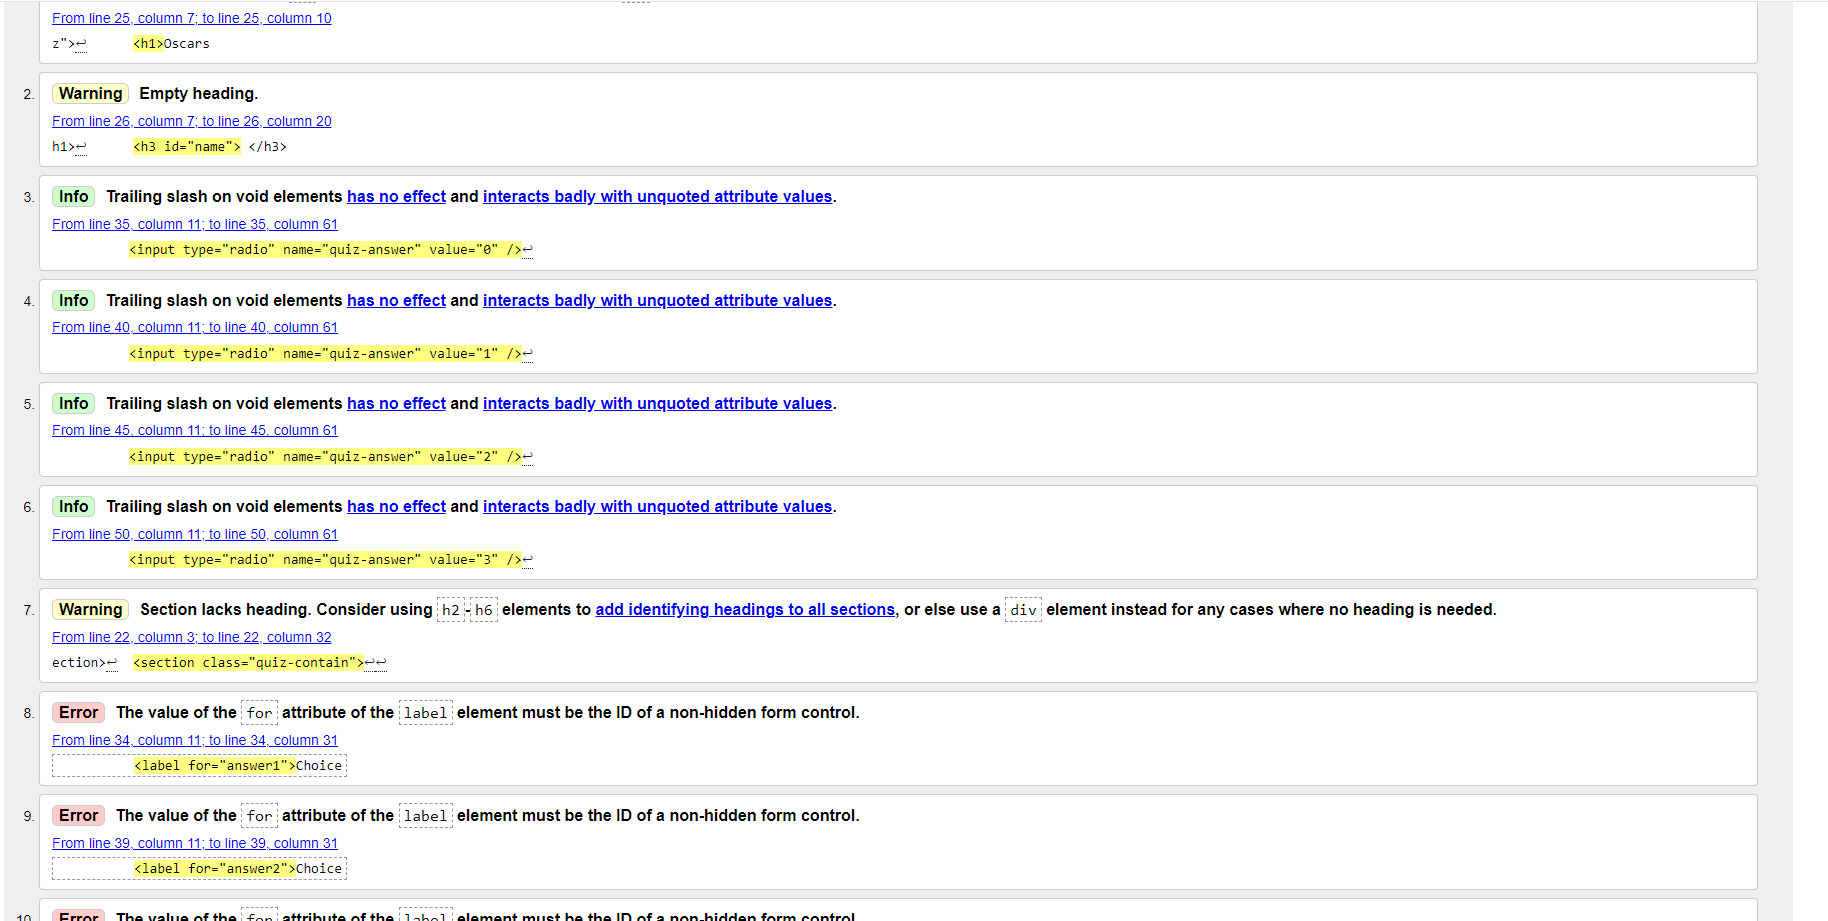 From line 25, column 7; to line 25, column 10
z">↩ <h1>Oscars
2. Warning Empty heading.
From line 26, column 7; to line 26, column 20
h1>↩ <h3 id="name"> </h3>
3. Info Trailing slash on void elements has no effect and interacts badly with unquoted attribute values.
From line 35, column 11; to line 35, column 61
<input type="radio" name="quiz-answer" value="0" />↩
4. Info Trailing slash on void elements has no effect and interacts badly with unquoted attribute values.
From line 40, column 11; to line 40, column 61
<input type="radio" name="quiz-answer" value="1" />↩
5. Info Trailing slash on void elements has no effect and interacts badly with unquoted attribute values.
From line 45, column 11; to line 45, column 61
<input type="radio" name="quiz-answer" value="2" />↩
6. Info Trailing slash on void elements has no effect and interacts badly with unquoted attribute values.
From line 50, column 11; to line 50, column 61
<input type="radio" name="quiz-answer" value="3" />↩
7. Warning Section lacks heading. Consider using h2-h6 elements to add identifying headings to all sections, or else use a div element instead for any cases where no heading is needed.
From line 22, column 3; to line 22, column 32
ection>↩ <section class="quiz-contain">↩↩
8. Error The value of the for attribute of the label element must be the ID of a non-hidden form control.
From line 34, column 11; to line 34, column 31
<label for="answer1">Choice
9. Error The value of the for attribute of the label element must be the ID of a non-hidden form control.
From line 39, column 11; to line 39, column 31
<label for="answer2">Choice
10. Error The value of the for attribute of the label element must be the ID of a non-hidden form control.